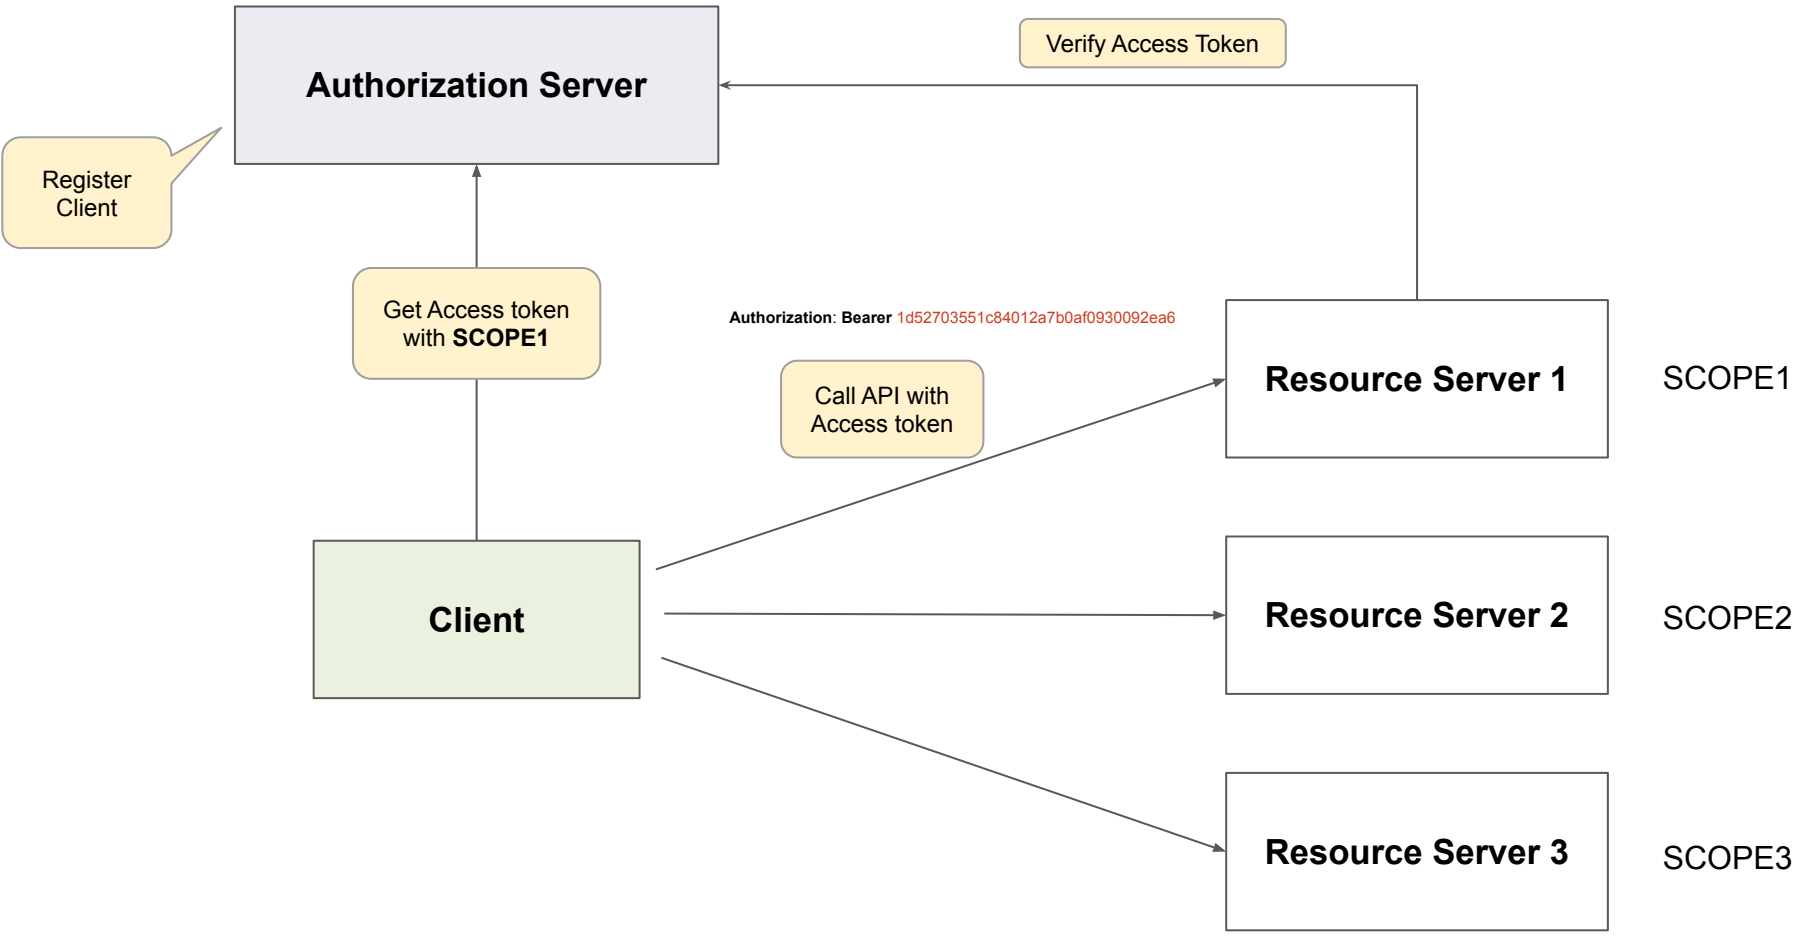 Verify Access Token
Authorization Server
Register
Client
Get Access token
with SCOPE1
Authorization: Bearer 1d52703551c84012a7b0af0930092ea6
Call API with
Access token
Resource Server 1
SCOPE1
Client
Resource Server 2
SCOPE2
Resource Server 3
SCOPE3